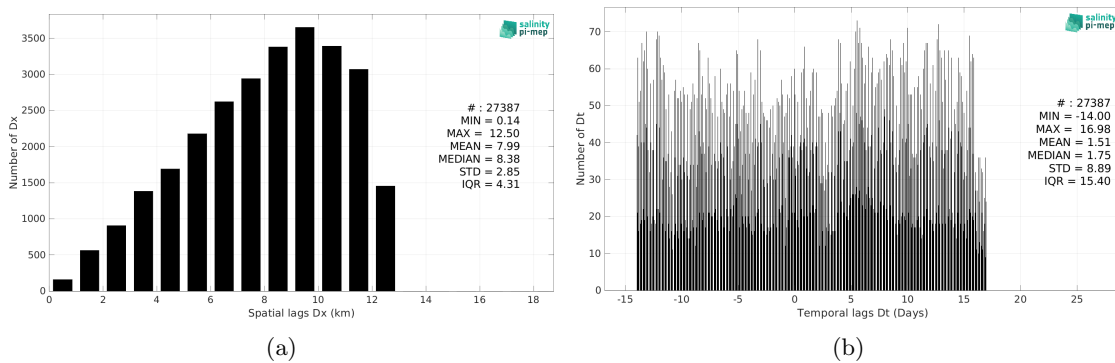 salinity
pi-mep
3500
3000
2500
2000
1500
1000
500
0
Number of Dx
# : 27387
MIN = 0.14
MAX = 12.50
MEAN = 7.99
MEDIAN = 8.38
STD = 2.85
IQR = 4.31
0 2 4 6 8 10 12 14 16 18
Spatial lags Dx (km)
(a)
salinity
pi-mep
70
60
50
40
30
20
10
0
Number of Dt
# : 27387
MIN = -14.00
MAX = 16.98
MEAN = 1.51
MEDIAN = 1.75
STD = 8.89
IQR = 15.40
-15 -10 -5 0 5 10 15 20 25
Temporal lags Dt (Days)
(b)